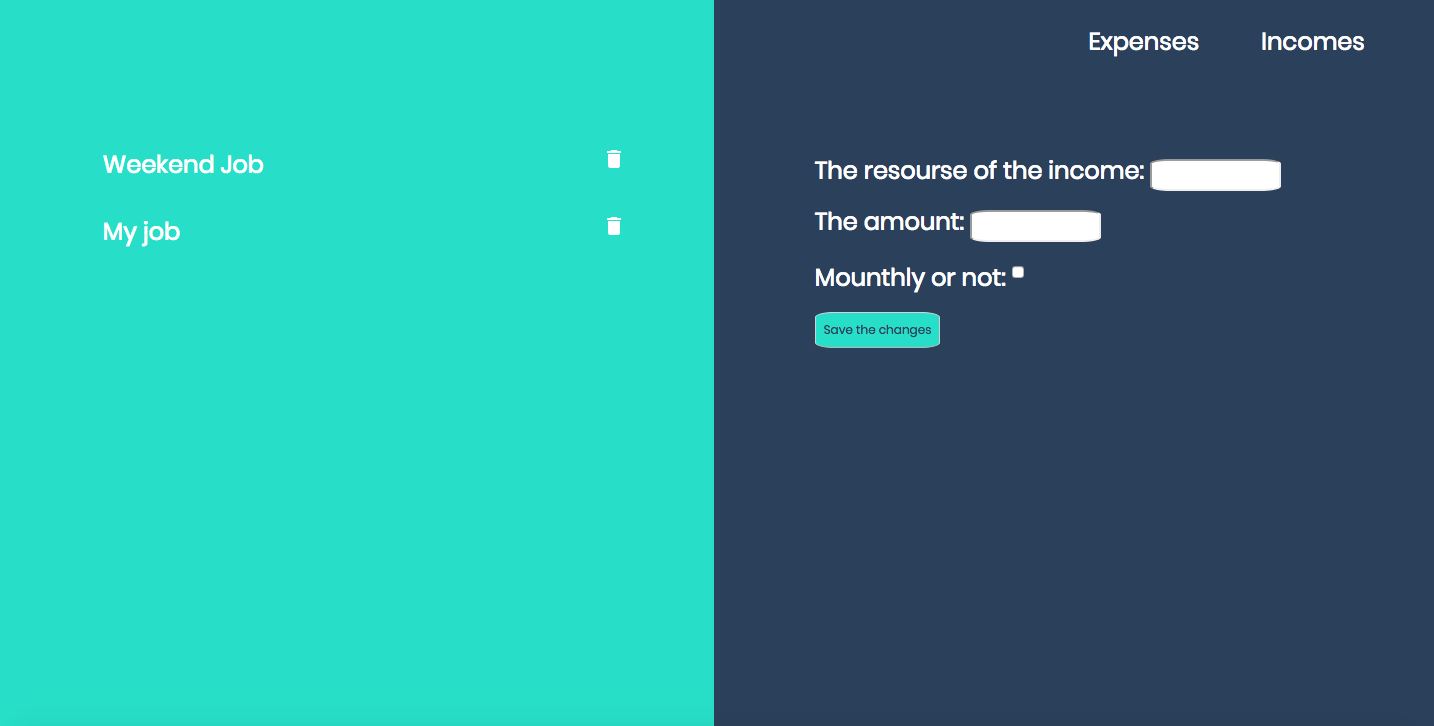 Expenses Incomes
Weekend Job
My job
The resourse of the income:
The amount:
Mounthly or not:
Save the changes